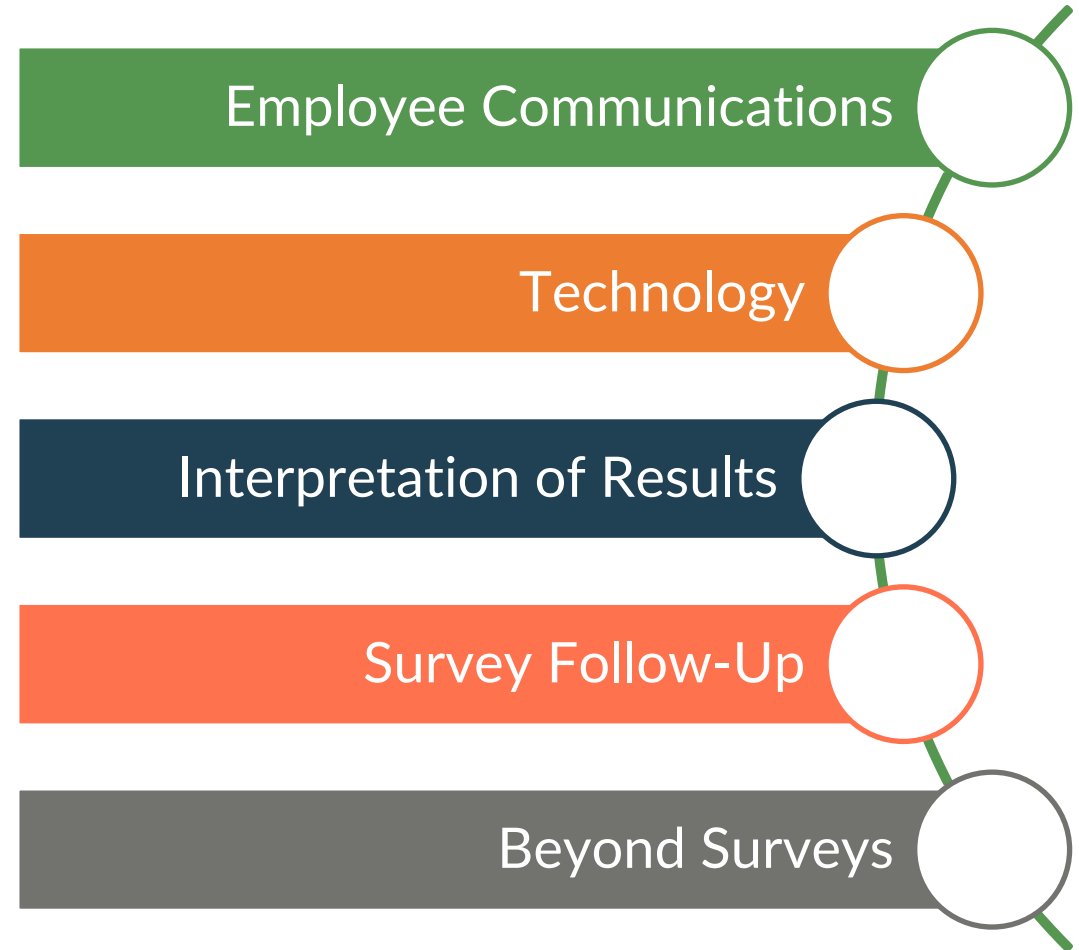 Employee Communications
Technology
Interpretation of Results
Survey Follow-Up
Beyond Surveys